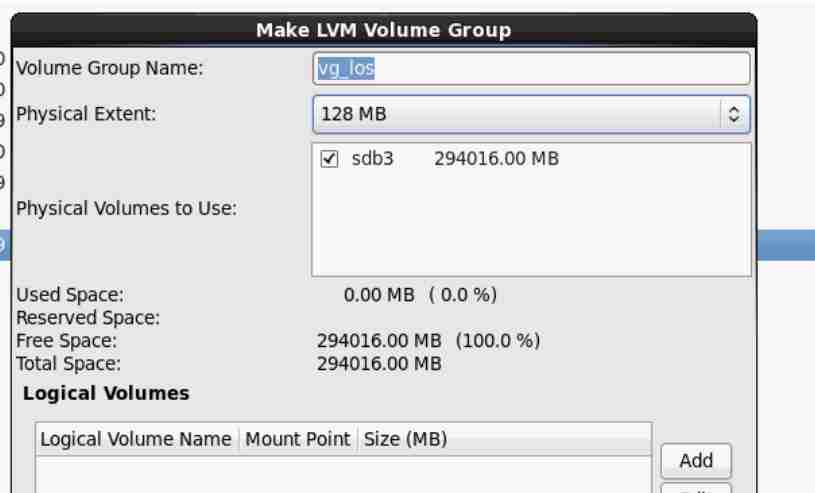 Make LVM Volume Group
Volume Group Name: vg_los
Physical Extent: 128 MB
sdb3 294016.00 MB
Physical Volumes to Use:
Used Space: 0.00 MB ( 0.0 %)
Reserved Space:
Free Space: 294016.00 MB (100.0 %)
Total Space: 294016.00 MB
Logical Volumes
Logical Volume Name Mount Point Size (MB)
Add